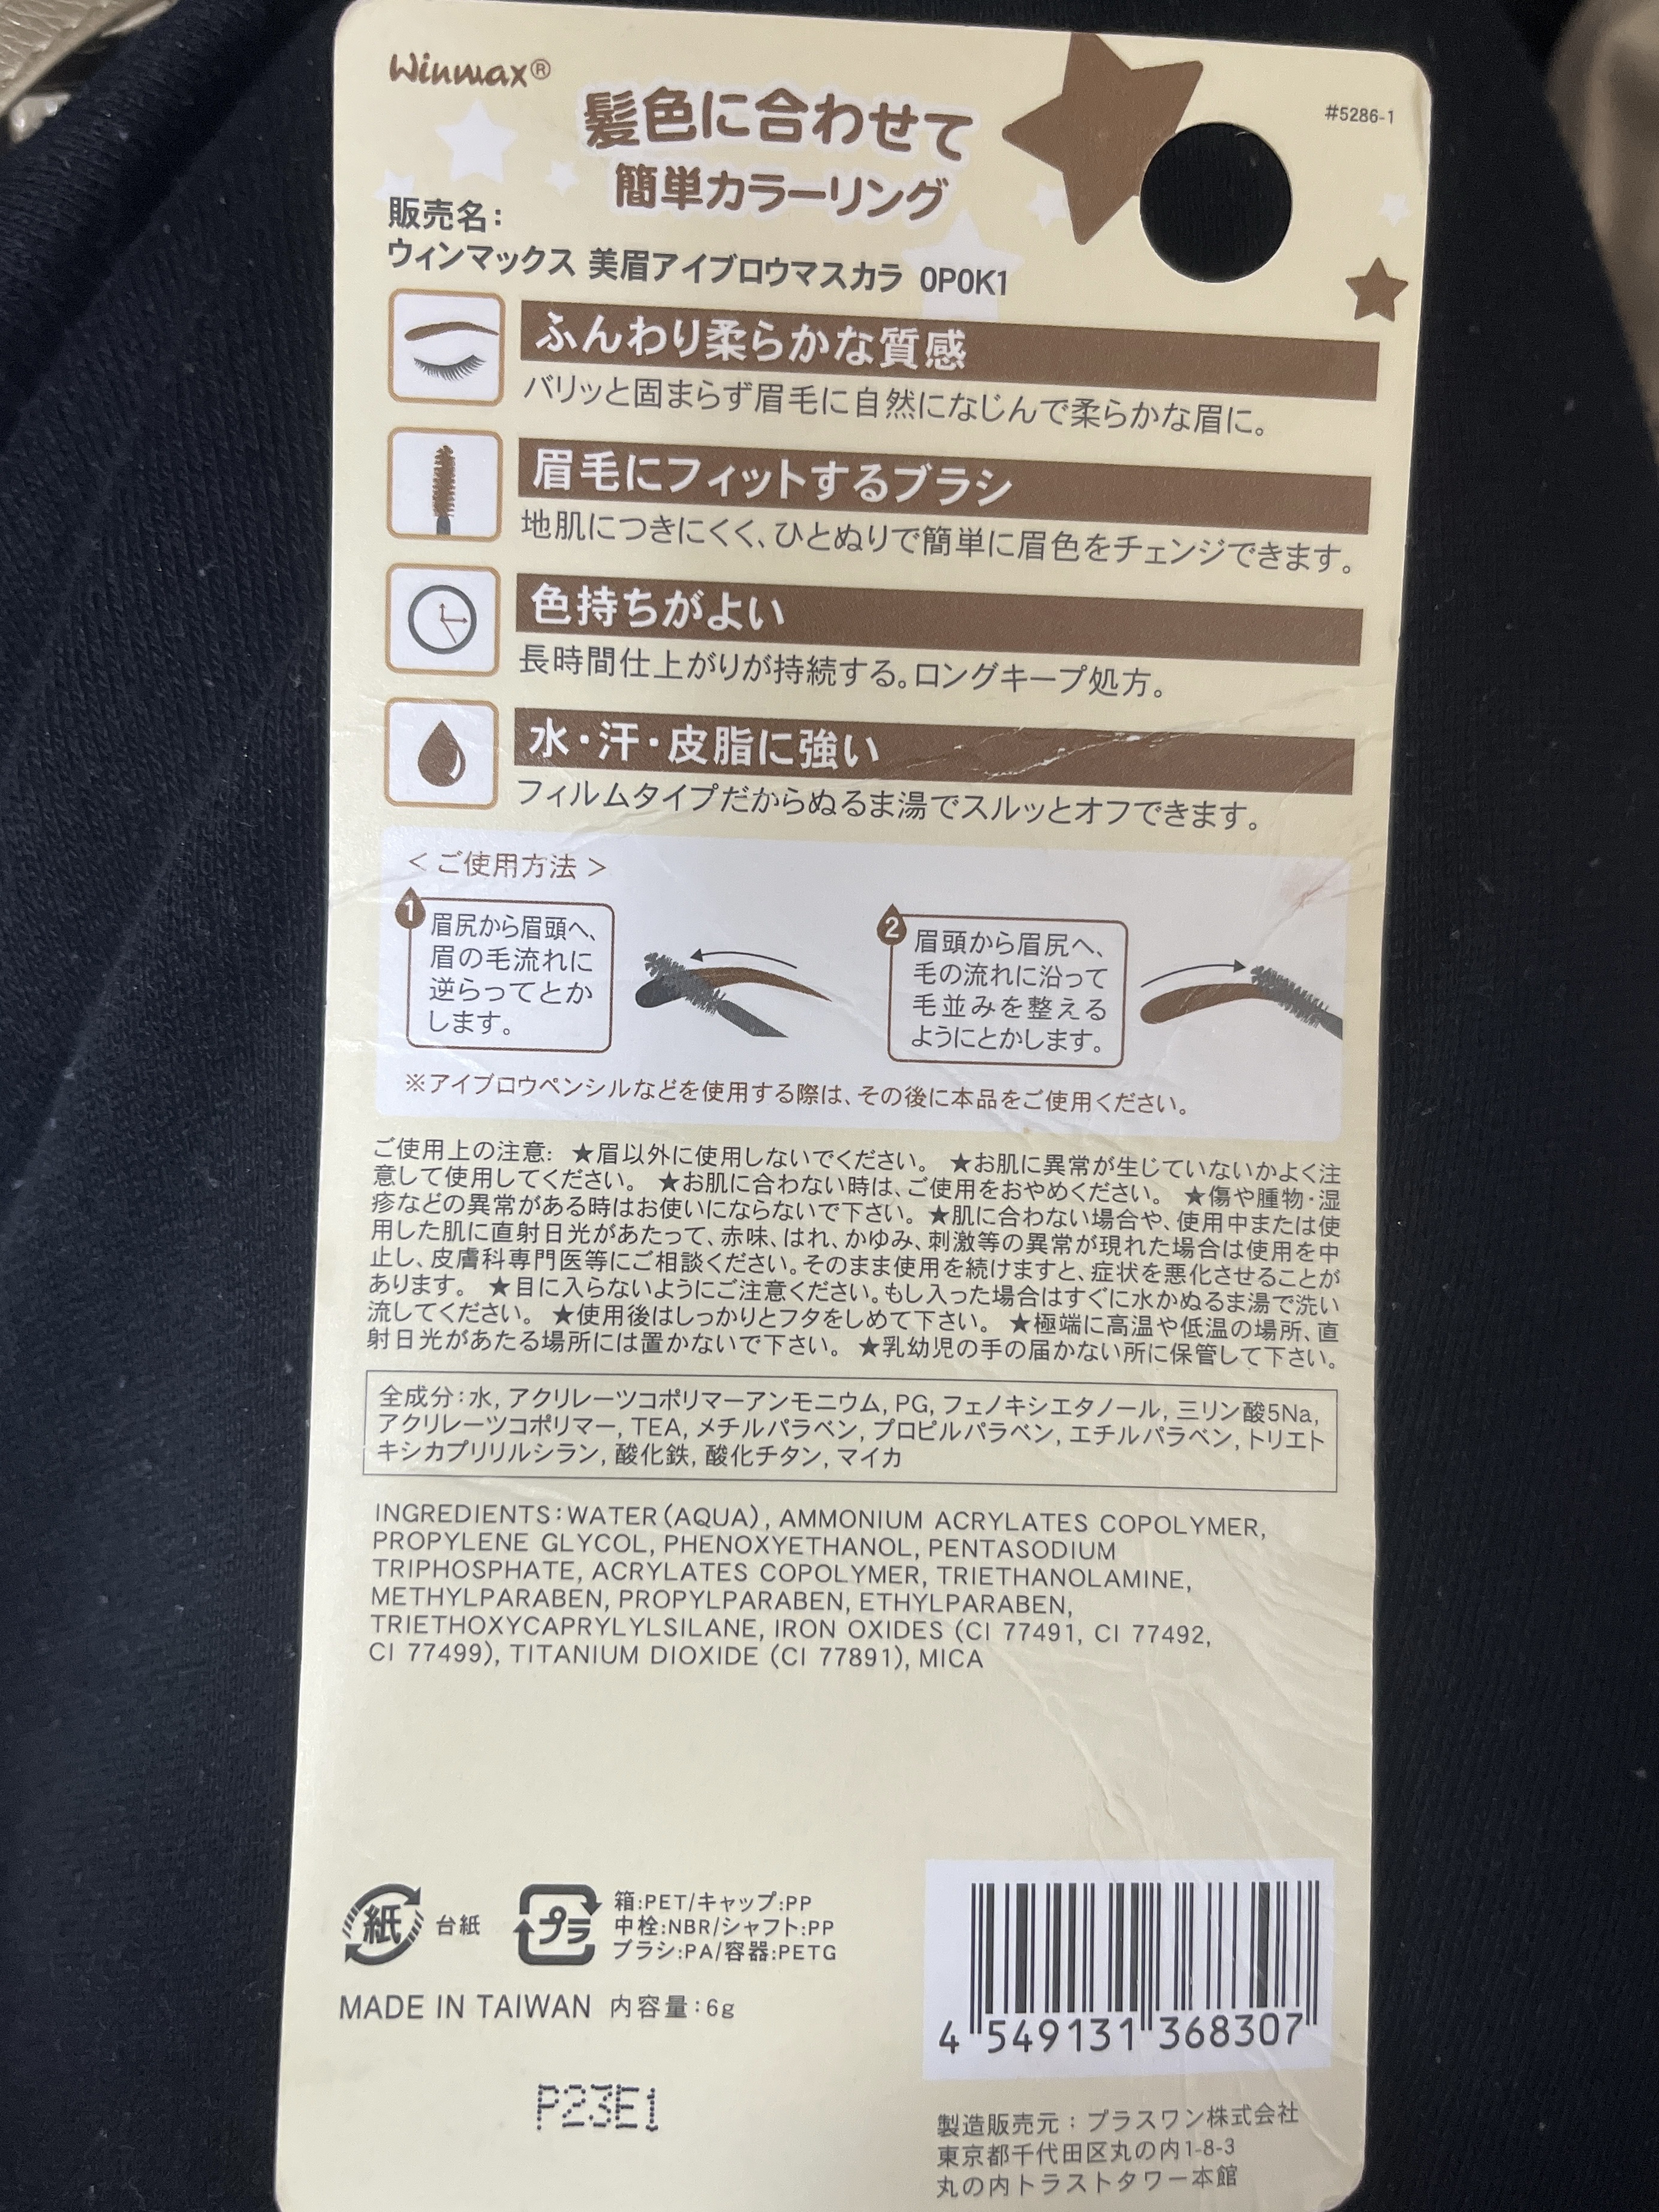 Winmax®
#5286-1
髪色に合わせて
簡単カラーリング
販売名：
ウィンマックス 美眉アイブロウマスカラ OPOK1
ふんわり柔らかな質感
バリッと固まらず眉毛に自然になじんで柔らかな眉に。
眉毛にフィットするブラシ
地肌につきにくく、ひとぬりで簡単に眉色をチェンジできます。
色持ちがよい
長時間仕上がりが持続する。ロングキープ処方。
水・汗・皮脂に強い
フィルムタイプだからぬるま湯でスルッとオフできます。
＜ご使用方法＞
1
眉尻から眉頭へ、
眉の毛流れに
逆らってとか
します。
2
眉頭から眉尻へ、
毛の流れに沿って
毛並みを整える
ようにとかします。
※アイブロウペンシルなどを使用する際は、その後に本品をご使用ください。
ご使用上の注意: ★眉以外に使用しないでください。 ★お肌に異常が生じていないかよく注
意して使用してください。 ★お肌に合わない時は、ご使用をおやめください。 ★傷や腫物・湿
疹などの異常がある時はお使いにならないで下さい。★肌に合わない場合や、使用中または使
用した肌に直射日光があたって、赤味、はれ、かゆみ、刺激等の異常が現れた場合は使用を中
止し、皮膚科専門医等にご相談ください。そのまま使用を続けますと、症状を悪化させることが
あります。 ★目に入らないようにご注意ください。もし入った場合はすぐに水かぬるま湯で洗い
流してください。 ★使用後はしっかりとフタをしめて下さい。 ★極端に高温や低温の場所、直
射日光があたる場所には置かないで下さい。 ★乳幼児の手の届かない所に保管して下さい。
全成分：水, アクリレーツコポリマーアンモニウム, PG, フェノキシエタノール, 三リン酸5Na,
アクリレーツコポリマー, TEA, メチルパラベン, プロピルパラベン, エチルパラベン, トリエト
キシカプリリルシラン, 酸化鉄, 酸化チタン, マイカ
INGREDIENTS：WATER (AQUA), AMMONIUM ACRYLATES COPOLYMER,
PROPYLENE GLYCOL, PHENOXYETHANOL, PENTASODIUM
TRIPHOSPHATE, ACRYLATES COPOLYMER, TRIETHANOLAMINE,
METHYLPARABEN, PROPYLPARABEN, ETHYLPARABEN,
TRIETHOXYCAPRYLYLSILANE, IRON OXIDES (CI 77491, CI 77492,
CI 77499), TITANIUM DIOXIDE (CI 77891), MICA
紙 台紙
プラ
箱:PET/キャップ:PP
中栓:NBR/シャフト:PP
ブラシ:PA/容器:PETG
MADE IN TAIWAN 内容量：6g
4 549131 368307
P23E1
製造販売元：プラスワン株式会社
東京都千代田区丸の内1-8-3
丸の内トラストタワー本館